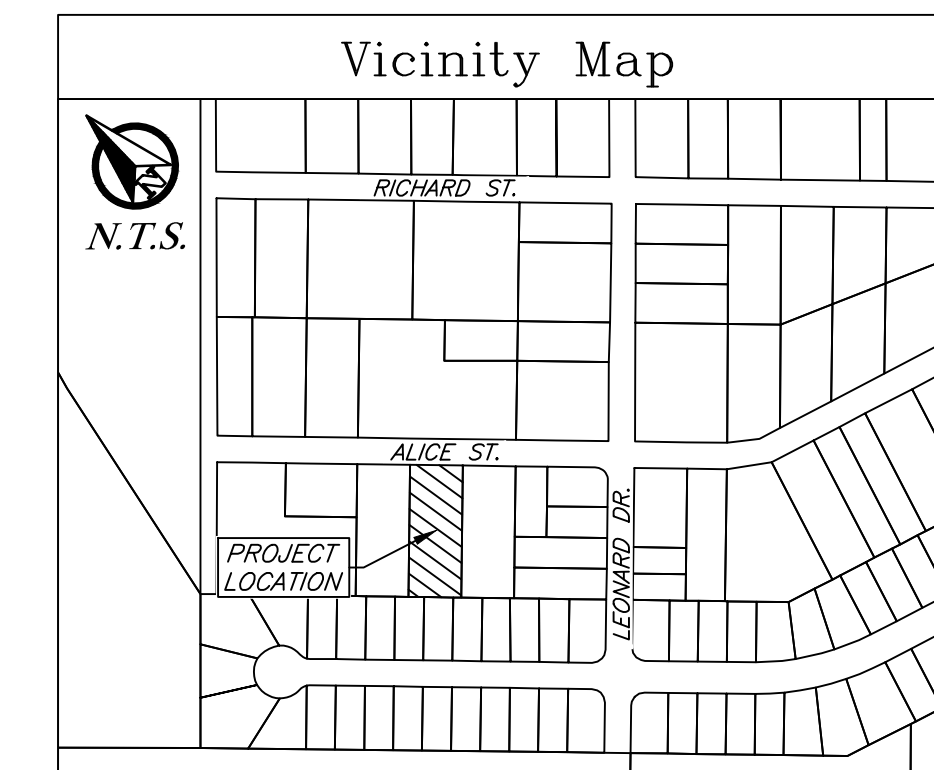 Vicinity Map
N
N.T.S.
RICHARD ST.
ALICE ST.
LEONARD DR.
PROJECT
LOCATION